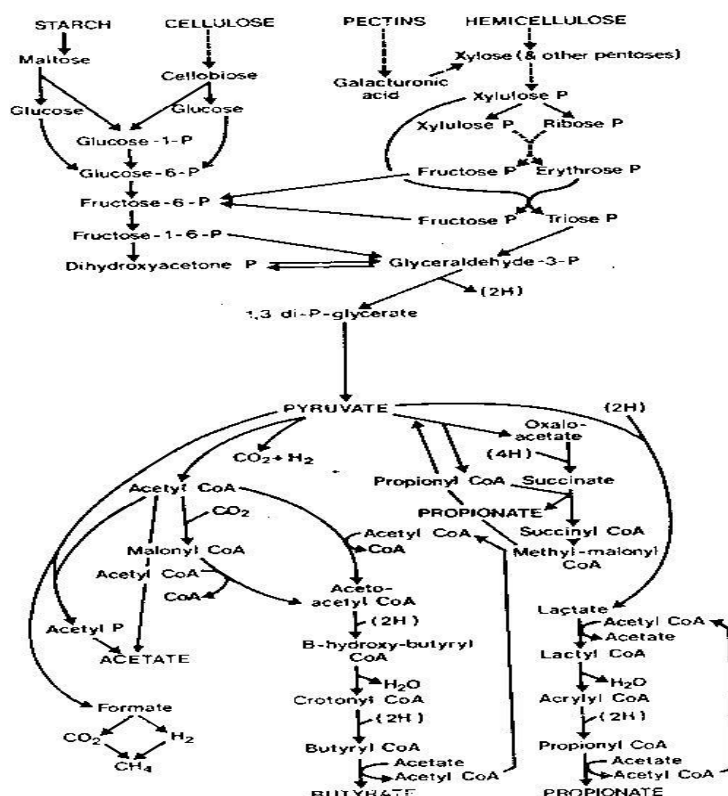 STARCH CELLULOSE PECTINS HEMICELLULOSE
Maltose Xylose (& other pentoses)
Cellobiose Galacturonic
acid
Glucose Glucose Xylulose P
Glucose-1-P Xylulose P Ribose P
Glucose-6-P Fructose P Erythrose P
Fructose-6-P
Fructose P Triose P
Fructose-1-6-P
Dihydroxyacetone P Glyceraldehyde-3-P
(2H)
1,3 di-P-glycerate
PYRUVATE (2H)
Oxalo-
acetate
CO2+H2 (4H)
Acetyl CoA Propionyl CoA Succinate
CO2 PROPIONATE
Malonyl CoA Acetyl CoA Succinyl CoA
CoA Methyl-malonyl
CoA
Acetyl CoA
CoA Aceto-
acetyl CoA Lactate
Acetyl P (2H) Acetyl CoA
Acetate
ACETATE B-hydroxy-butyryl
CoA Lactyl CoA
H2O H2O
Formate Crotonyl CoA Acrylyl CoA
(2H) (2H)
CO2 H2 Butyryl CoA Propionyl CoA
CH4 Acetate Acetate
Acetyl CoA Acetyl CoA
BUTYRATE PROPIONATE